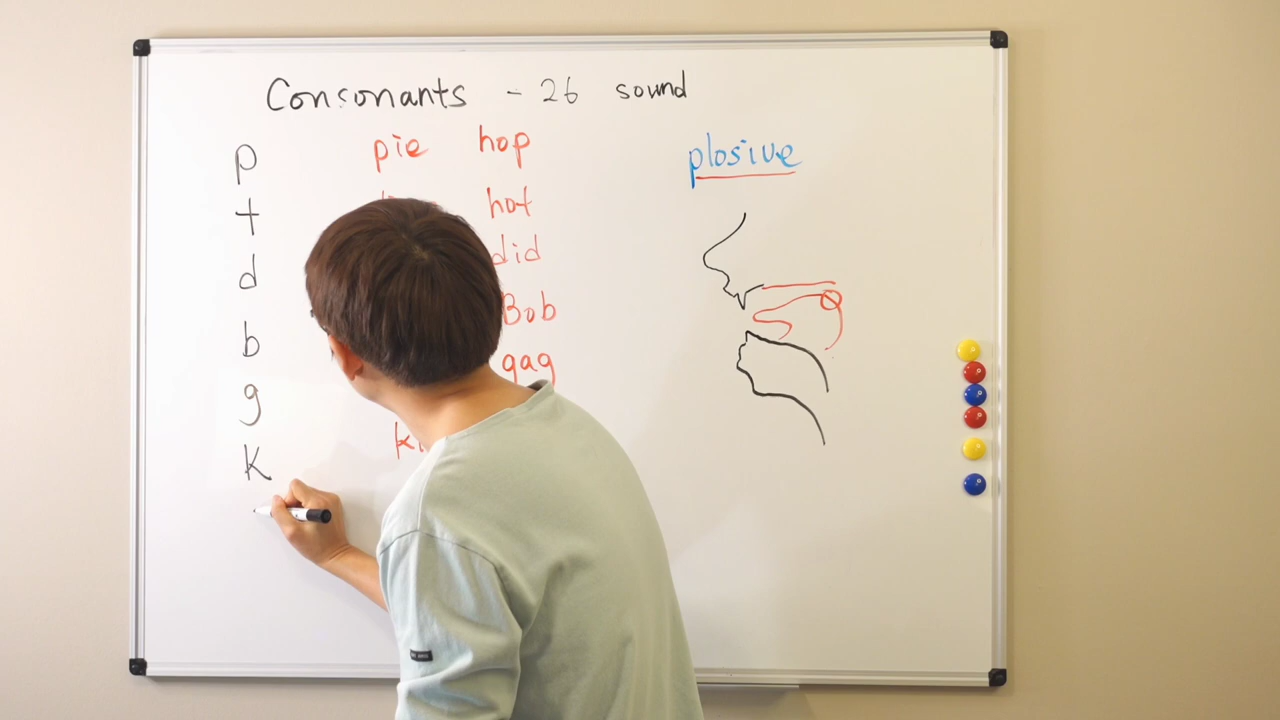 Consonants - 26 sound
p pie hop
t hot
d did
b Bob
g gag
K
plosive